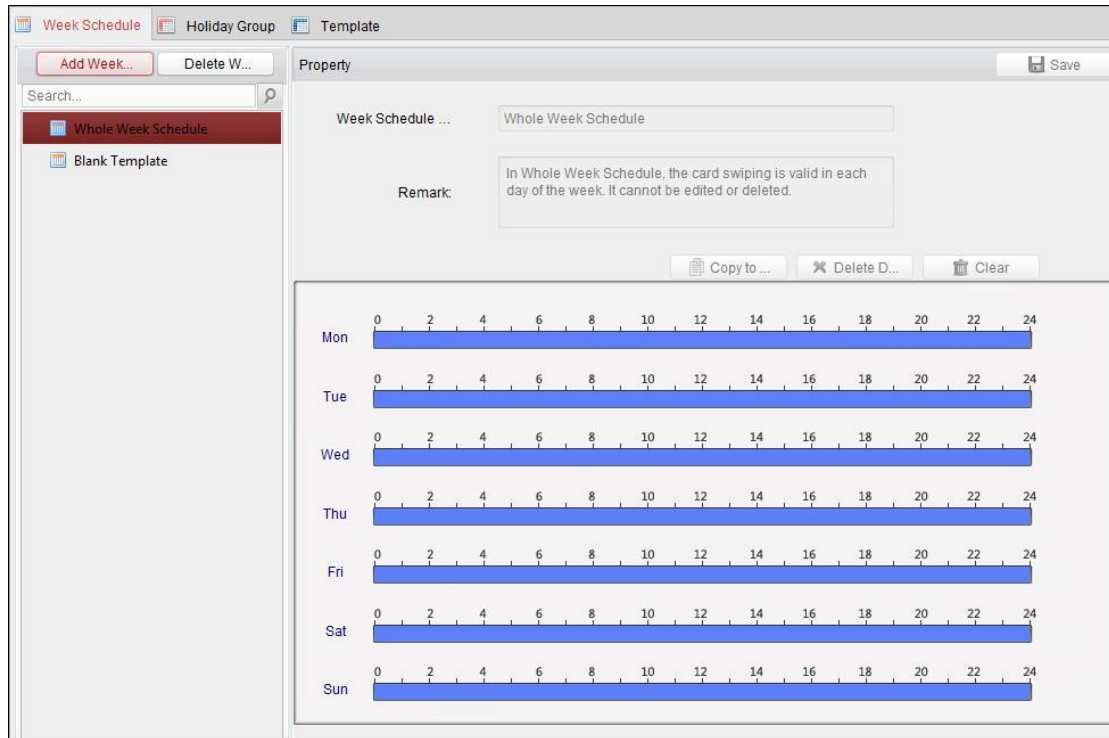 Week Schedule Holiday Group Template
Add Week... Delete W... Property Save
Search...
Whole Week Schedule
Blank Template
Week Schedule ... Whole Week Schedule
Remark: In Whole Week Schedule, the card swiping is valid in each
day of the week. It cannot be edited or deleted.
Copy to ... Delete D... Clear
0 2 4 6 8 10 12 14 16 18 20 22 24
Mon
0 2 4 6 8 10 12 14 16 18 20 22 24
Tue
0 2 4 6 8 10 12 14 16 18 20 22 24
Wed
0 2 4 6 8 10 12 14 16 18 20 22 24
Thu
0 2 4 6 8 10 12 14 16 18 20 22 24
Fri
0 2 4 6 8 10 12 14 16 18 20 22 24
Sat
0 2 4 6 8 10 12 14 16 18 20 22 24
Sun